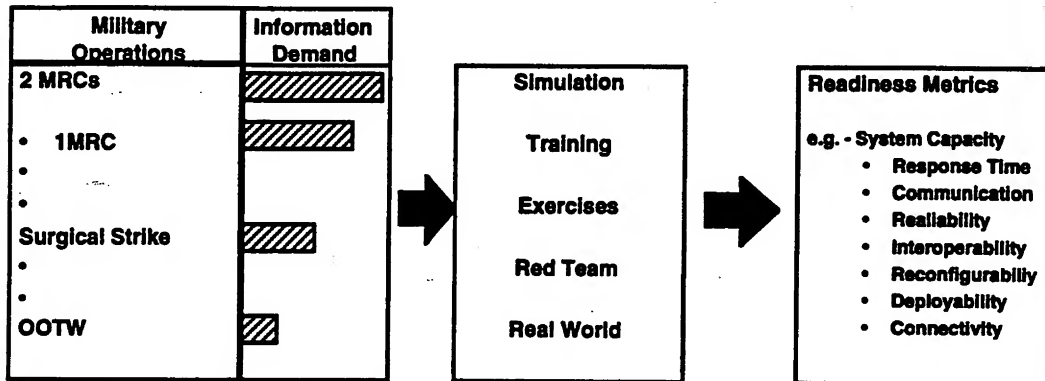 Military
Operations
Information
Demand
2 MRCs
• 1MRC
•
•
Surgical Strike
•
•
OOTW
Simulation
Training
Exercises
Red Team
Real World
Readiness Metrics
e.g. - System Capacity
• Response Time
• Communication
• Realiability
• Interoperability
• Reconfigurabiliy
• Deployability
• Connectivity